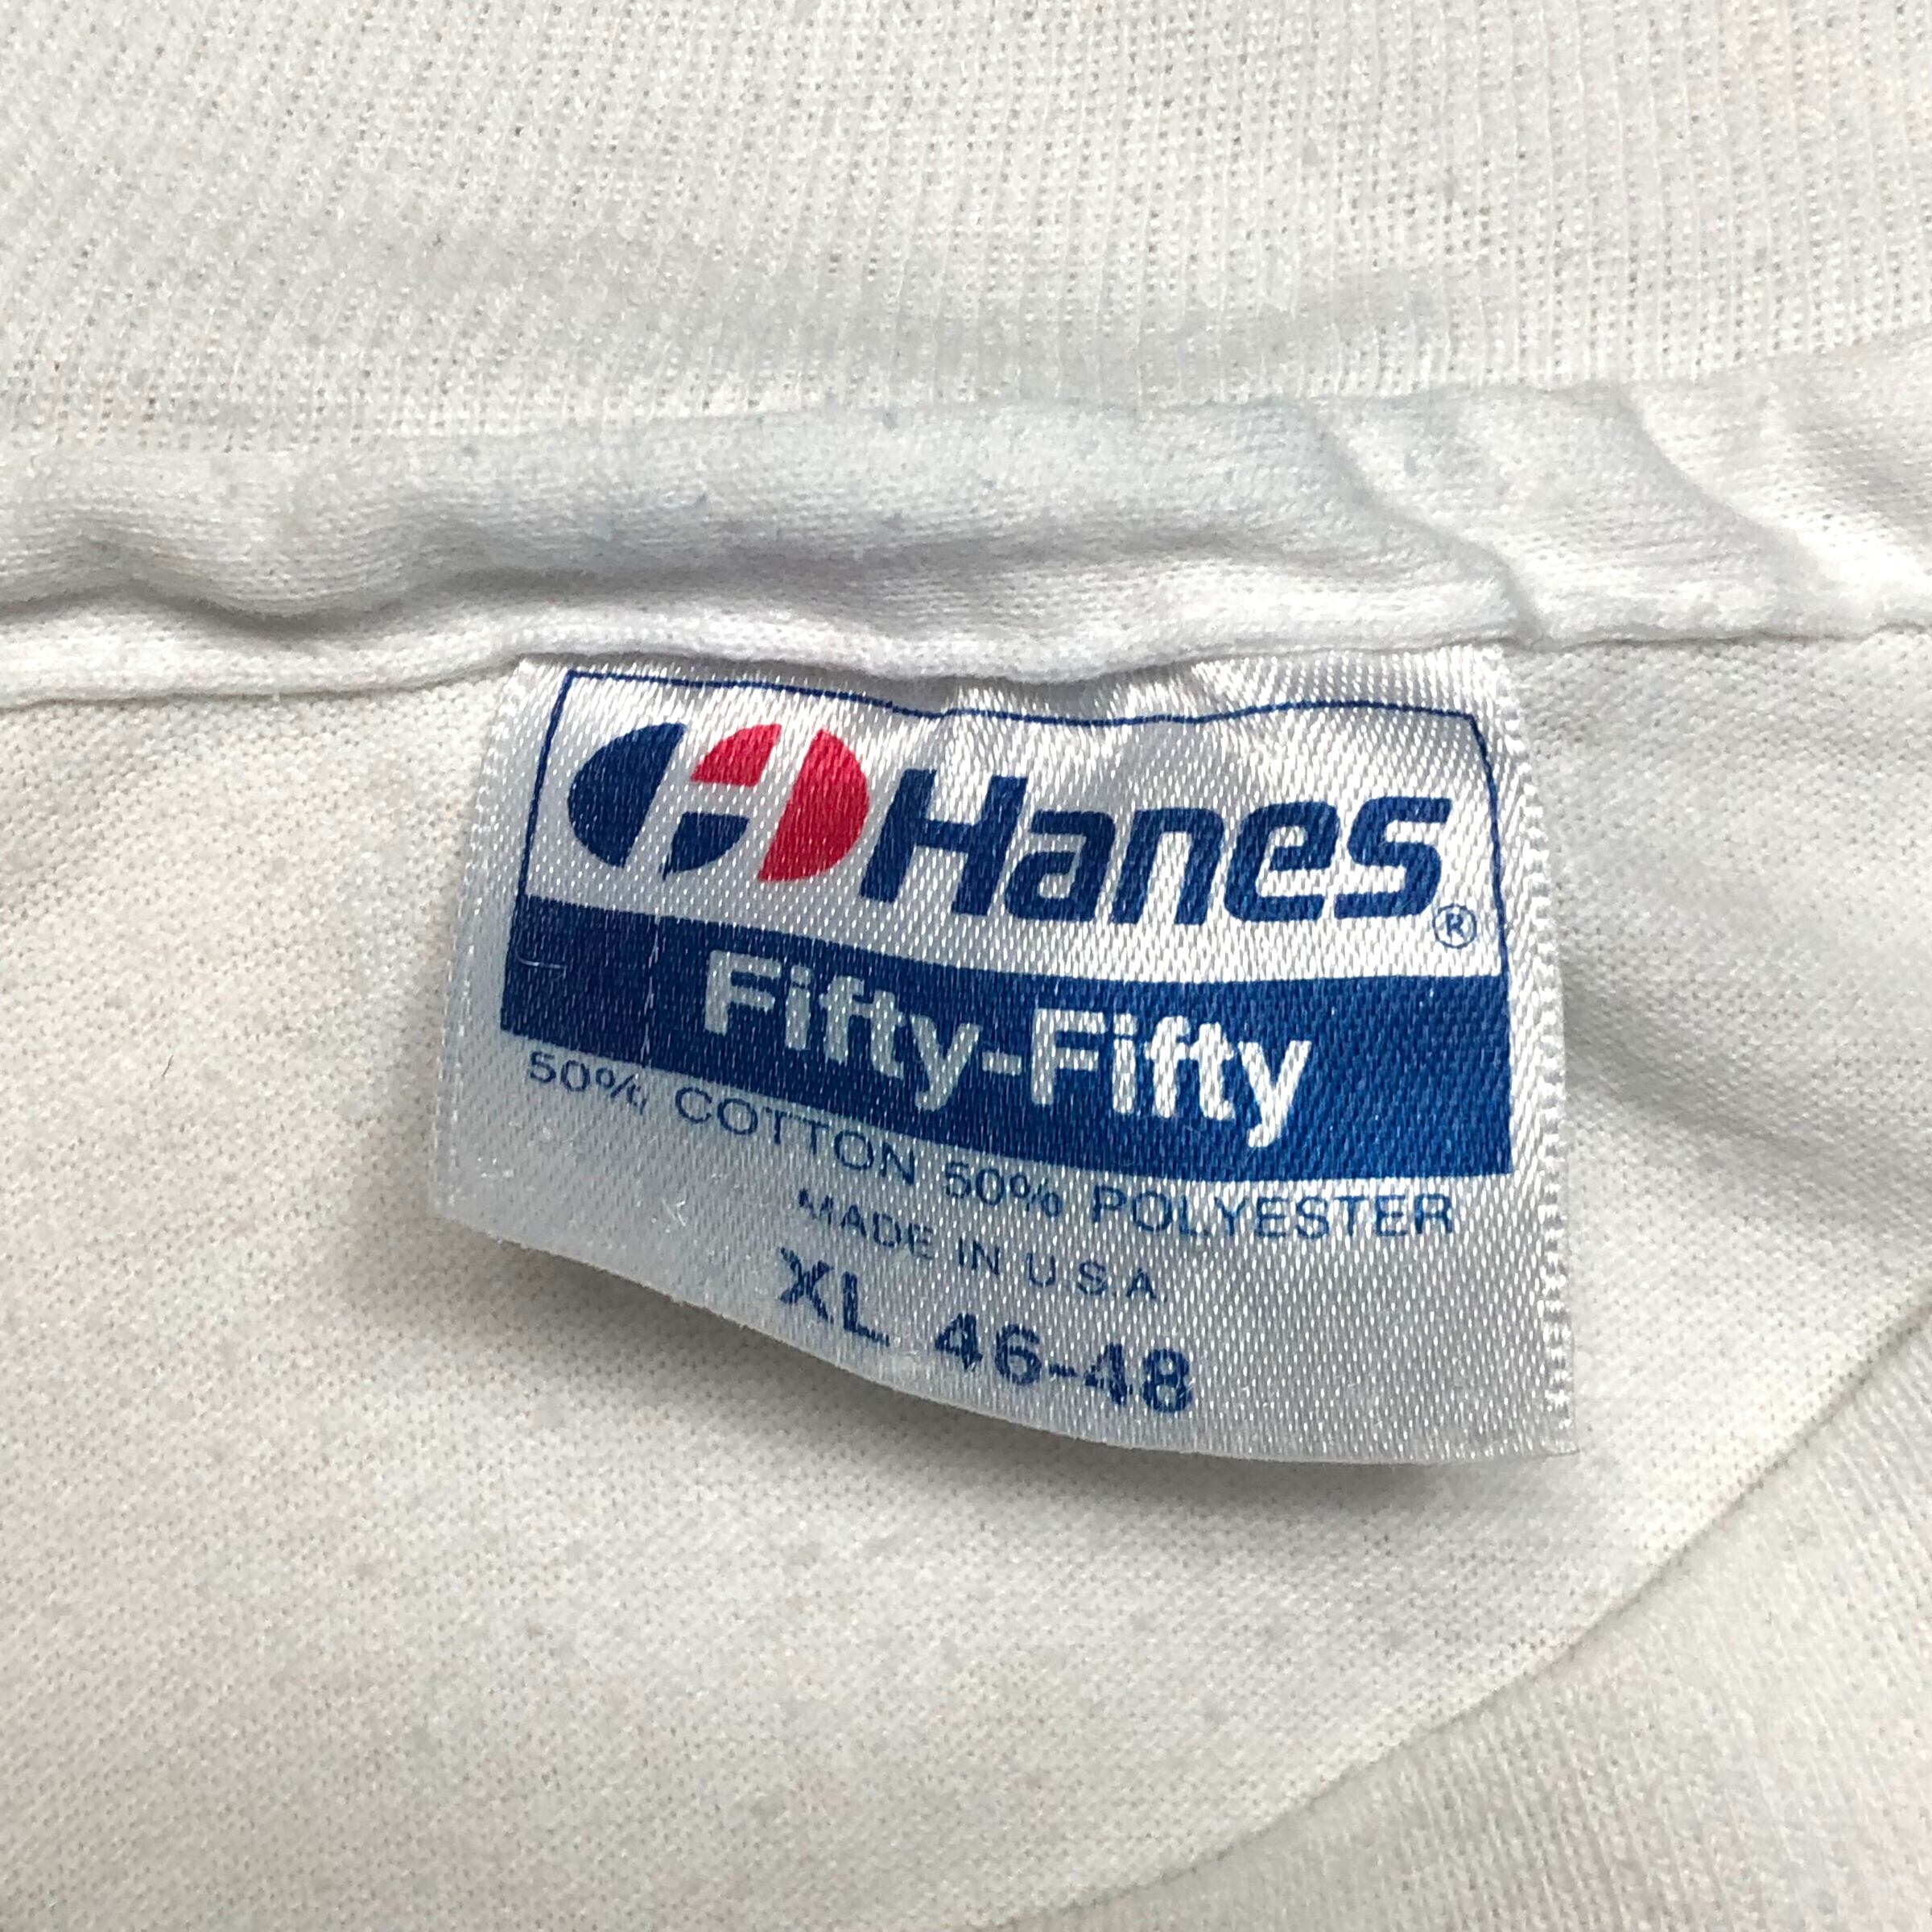 Hanes®
Fifty-Fifty
50% COTTON 50% POLYESTER
MADE IN U S A
XL 46-48